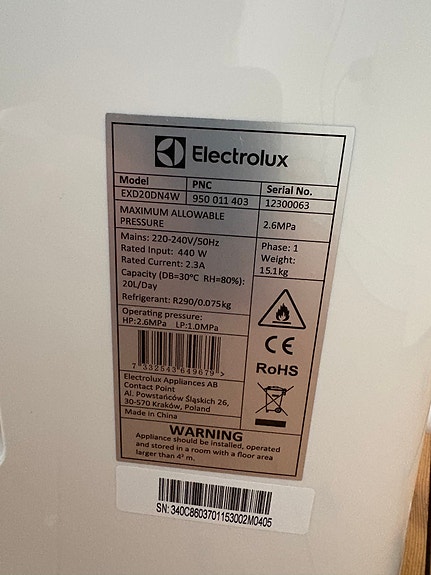 Electrolux
Model PNC Serial No.
EXD20DN4W 950 011 403 12300063
MAXIMUM ALLOWABLE
PRESSURE 2.6MPa
Mains: 220-240V/50Hz
Rated Input: 440 W
Rated Current: 2.3A
Capacity (DB=30°C RH=80%):
20L/Day
Refrigerant: R290/0.075kg
Phase: 1
Weight:
15.1kg
Operating pressure:
HP:2.6MPa LP:1.0MPa
7 332543 649679 >
CE
RoHS
Electrolux Appliances AB
Contact Point
Al. Powstańców Śląskich 26,
30-570 Kraków, Poland
Made in China
WARNING
Appliance should be installed, operated
and stored in a room with a floor area
larger than 4² m.
SN: 340C8603701153002M0405